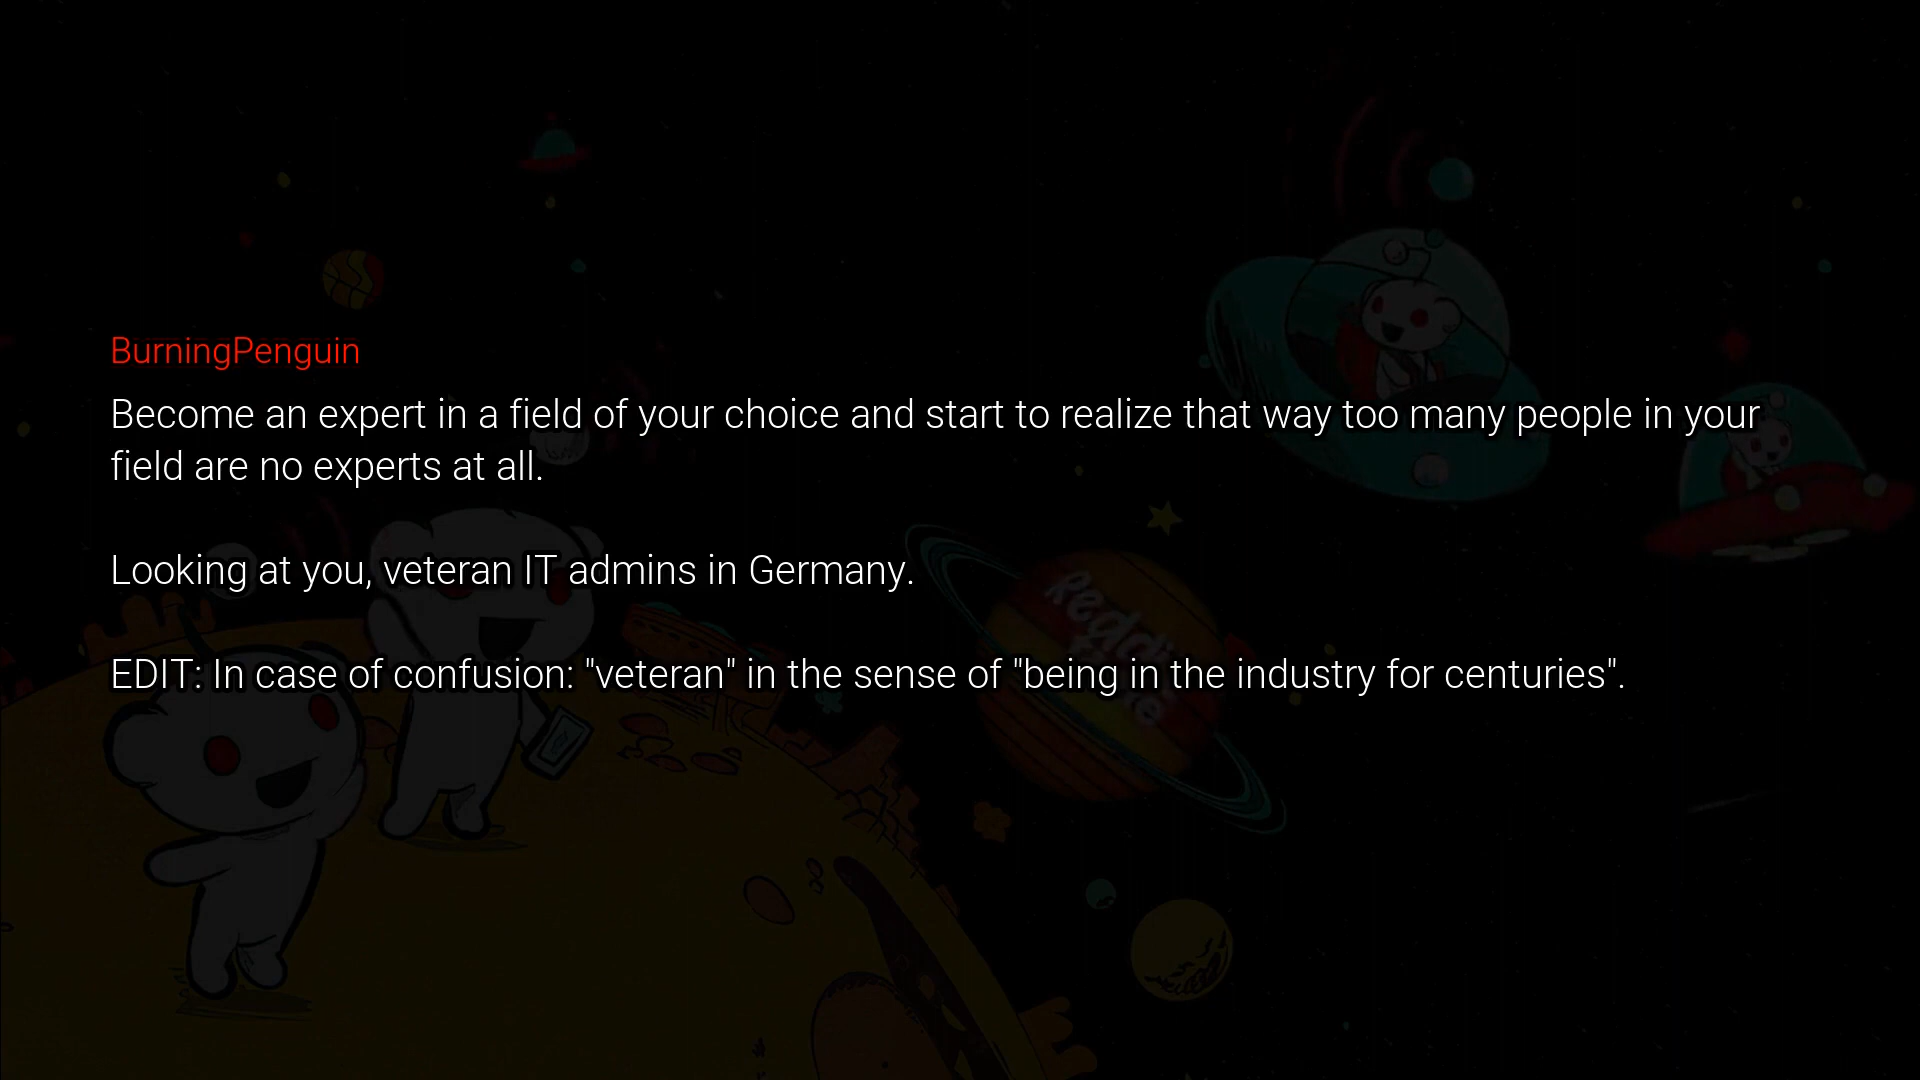 BurningPenguin
Become an expert in a field of your choice and start to realize that way too many people in your
field are no experts at all.
Looking at you, veteran IT admins in Germany.
EDIT: In case of confusion: "veteran" in the sense of "being in the industry for centuries".